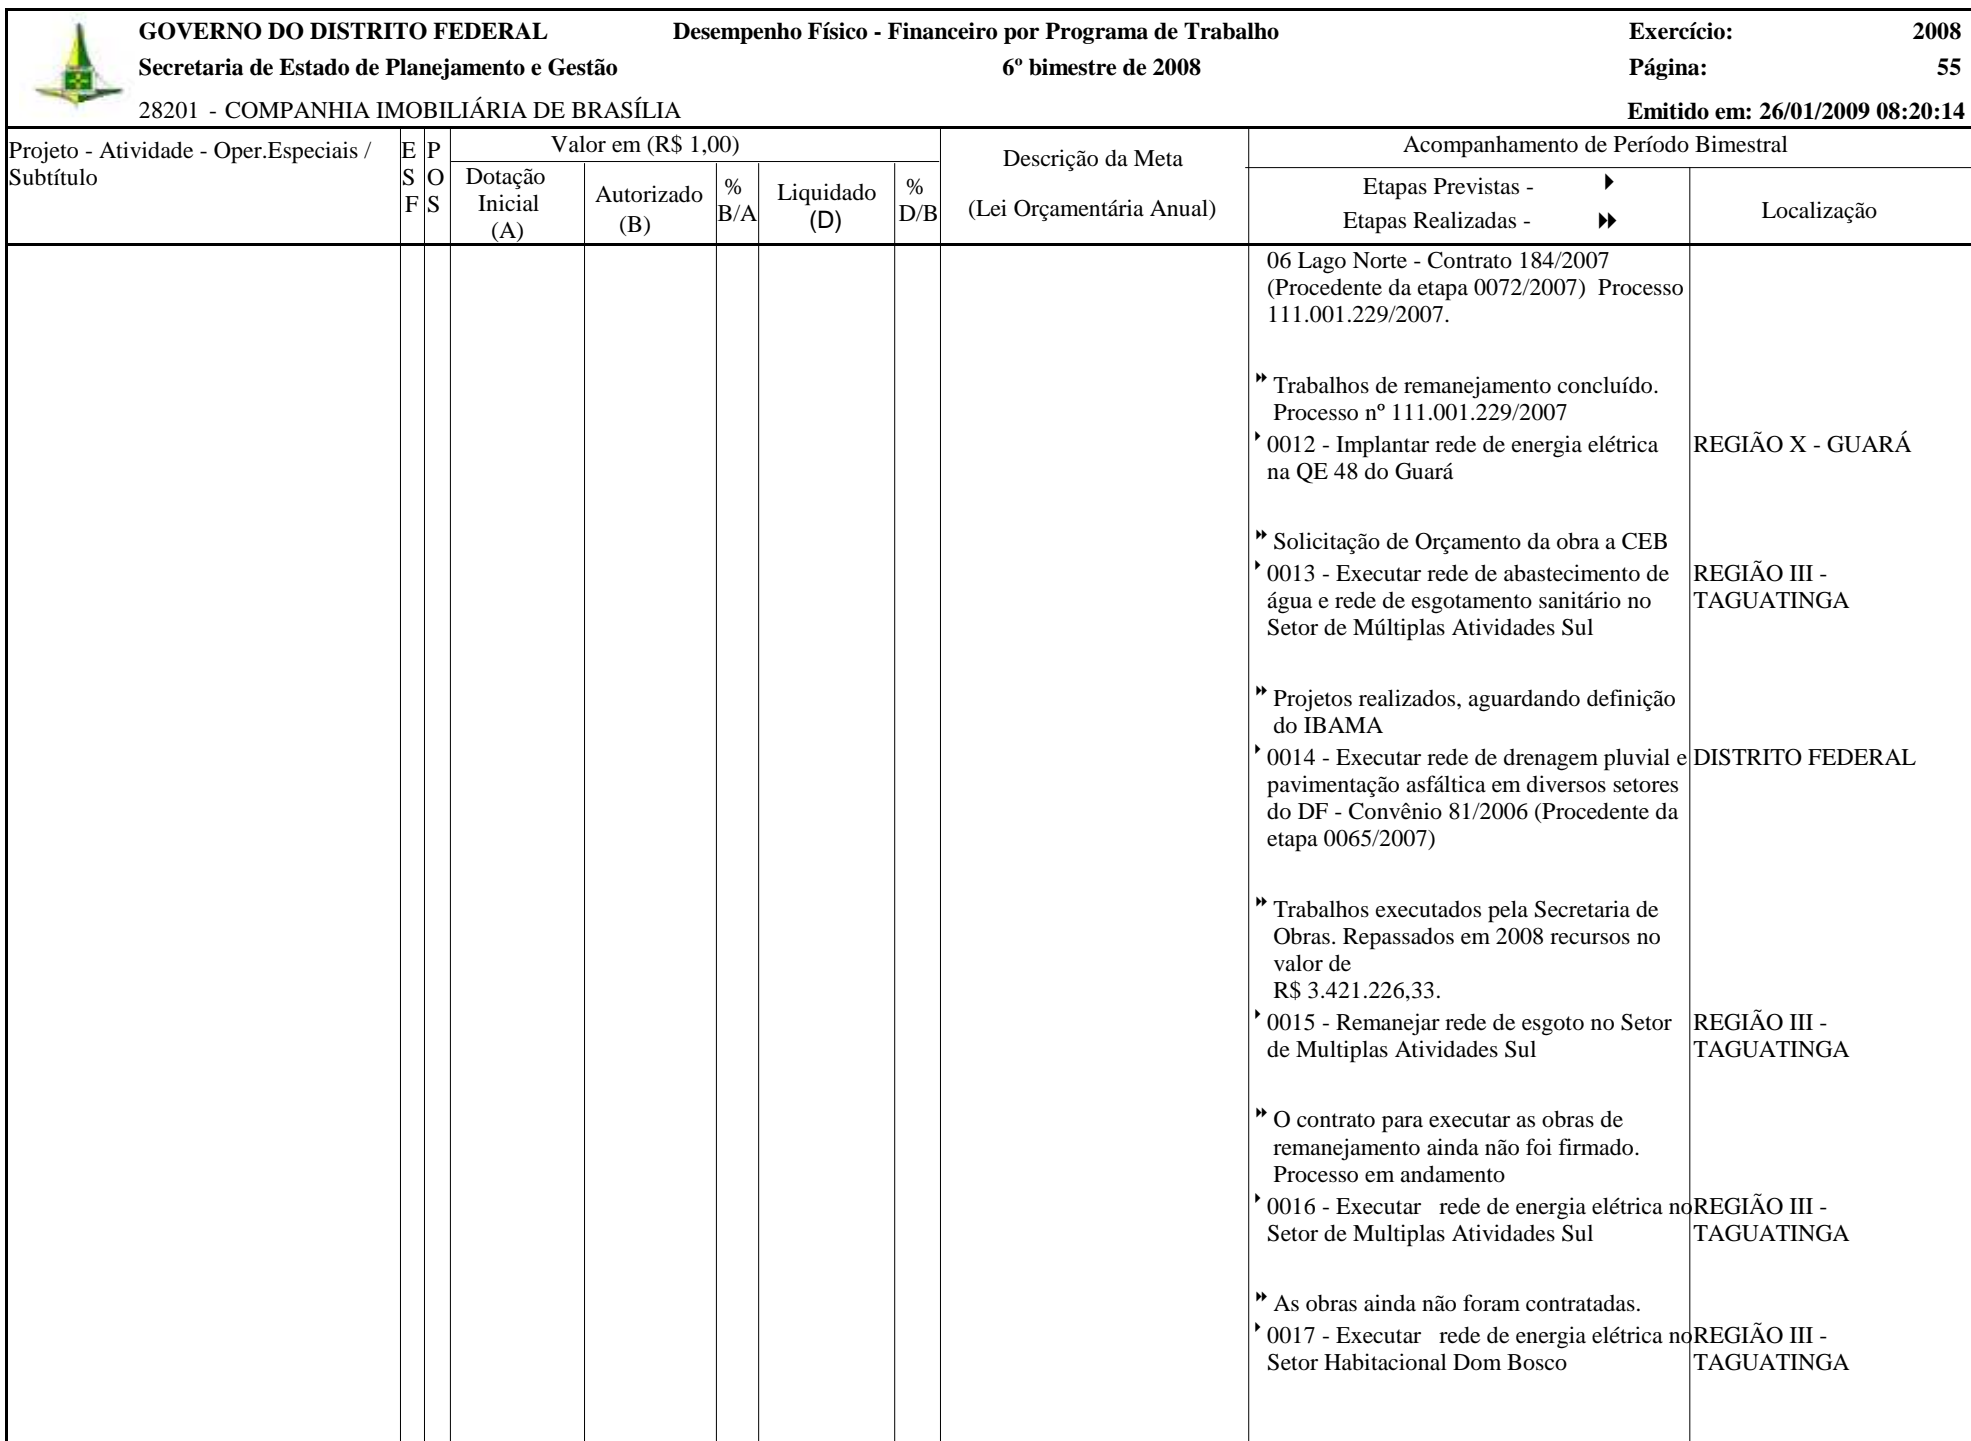 GOVERNO DO DISTRITO FEDERAL Desempenho Físico - Financeiro por Programa de Trabalho Exercício: 2008
Secretaria de Estado de Planejamento e Gestão 6º bimestre de 2008 Página: 55
28201 - COMPANHIA IMOBILIÁRIA DE BRASÍLIA Emitido em: 26/01/2009 08:20:14
Projeto - Atividade - Oper.Especiais /
Subtítulo
E
S
F
P
O
S
Valor em (R$ 1,00)
Dotação
Inicial
(A)
Autorizado
(B)
%
B/A
Liquidado
(D)
%
D/B
Descrição da Meta
(Lei Orçamentária Anual)
Acompanhamento de Período Bimestral
Etapas Previstas -
Etapas Realizadas -
Localização
06 Lago Norte - Contrato 184/2007
(Procedente da etapa 0072/2007) Processo
111.001.229/2007.
Trabalhos de remanejamento concluído.
Processo nº 111.001.229/2007
0012 - Implantar rede de energia elétrica REGIÃO X - GUARÁ
na QE 48 do Guará
Solicitação de Orçamento da obra a CEB
0013 - Executar rede de abastecimento de REGIÃO III -
água e rede de esgotamento sanitário no TAGUATINGA
Setor de Múltiplas Atividades Sul
Projetos realizados, aguardando definição
do IBAMA
0014 - Executar rede de drenagem pluvial e DISTRITO FEDERAL
pavimentação asfáltica em diversos setores
do DF - Convênio 81/2006 (Procedente da
etapa 0065/2007)
Trabalhos executados pela Secretaria de
Obras. Repassados em 2008 recursos no
valor de
R$ 3.421.226,33.
0015 - Remanejar rede de esgoto no Setor REGIÃO III -
de Multiplas Atividades Sul TAGUATINGA
O contrato para executar as obras de
remanejamento ainda não foi firmado.
Processo em andamento
0016 - Executar rede de energia elétrica no REGIÃO III -
Setor de Multiplas Atividades Sul TAGUATINGA
As obras ainda não foram contratadas.
0017 - Executar rede de energia elétrica no REGIÃO III -
Setor Habitacional Dom Bosco TAGUATINGA